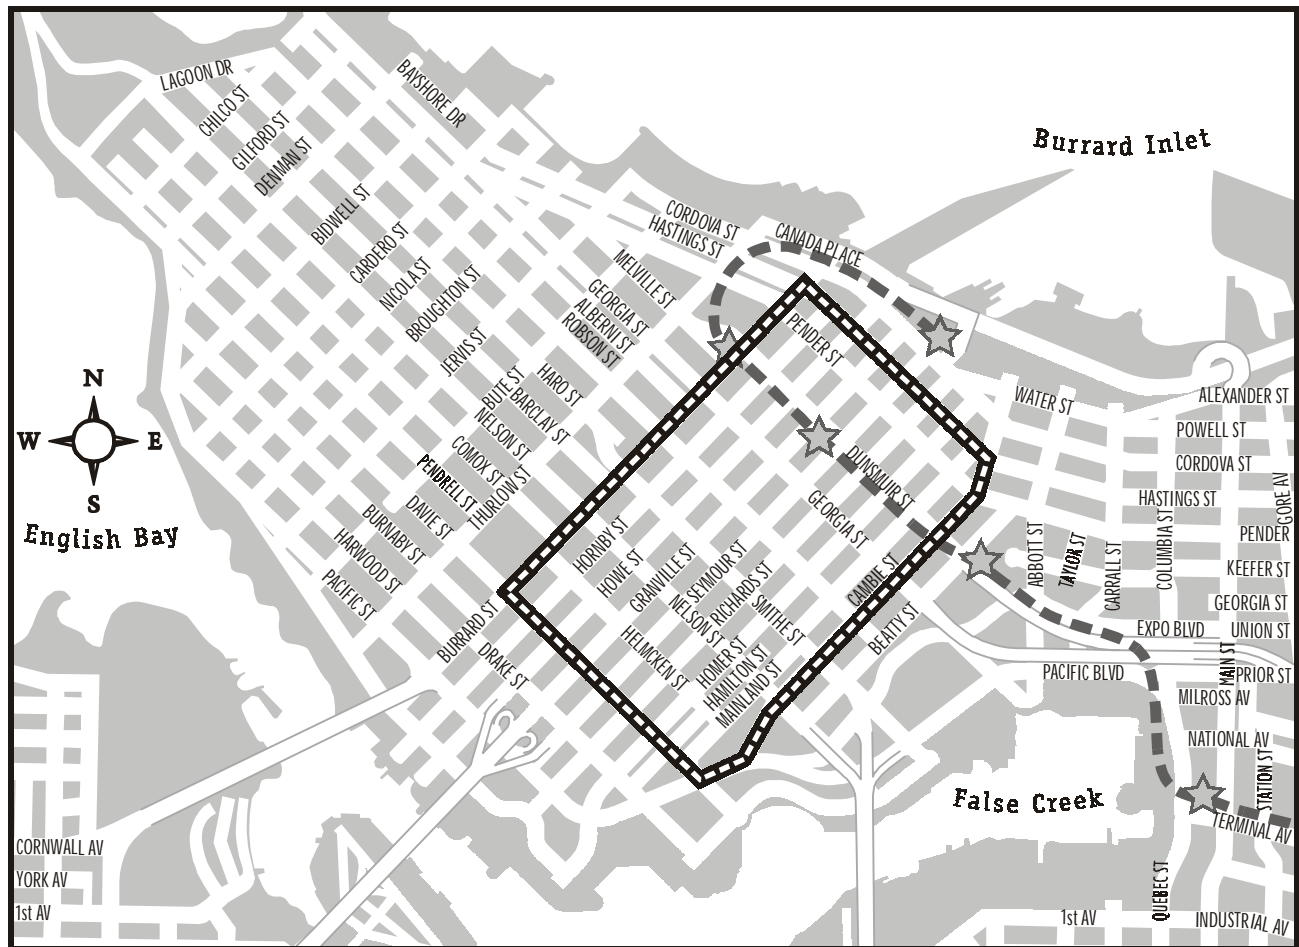 LAGOON DR
CHILCO ST
GILFORD ST
DENMAN ST
BAYSHORE DR
Burrard Inlet
BIDWELL ST
CARDERO ST
NICOLA ST
BROUGHTON ST
JERVIS ST
CORDOVA ST
HASTINGS ST
CANADA PLACE
MELVILLE ST
GEORGIA ST
ALBERNI ST
ROBSON ST
PENDER ST
HARO ST
BUTE ST
BARCLAY ST
NELSON ST
COMOX ST
PENDRELL ST
THURLOW ST
DAVIE ST
BURNABY ST
HARWOOD ST
PACIFIC ST
N
W
E
S
English Bay
WATER ST
ALEXANDER ST
POWELL ST
CORDOVA ST
HASTINGS ST
GORE AV
PENDER
KEEFER ST
GEORGIA ST
UNION ST
EXPO BLVD
PRIOR ST
MAIN ST
PACIFIC BLVD
MILROSS AV
NATIONAL AV
STATION ST
TERMINAL AV
DUNSMUIR ST
GEORGIA ST
ABBOTT ST
TAYLOR ST
CARRALL ST
COLUMBIA ST
HORNBY ST
HOWE ST
GRANVILLE ST
SEYMOUR ST
RICHARDS ST
SMITHE ST
NELSON ST
HOMER ST
HAMILTON ST
MAINLAND ST
HELMCKEN ST
CAMBIE ST
BEATTY ST
BURRARD ST
DRAKE ST
False Creek
CORNWALL AV
YORK AV
1st AV
1st AV
QUEBEC ST
INDUSTRIAL AV